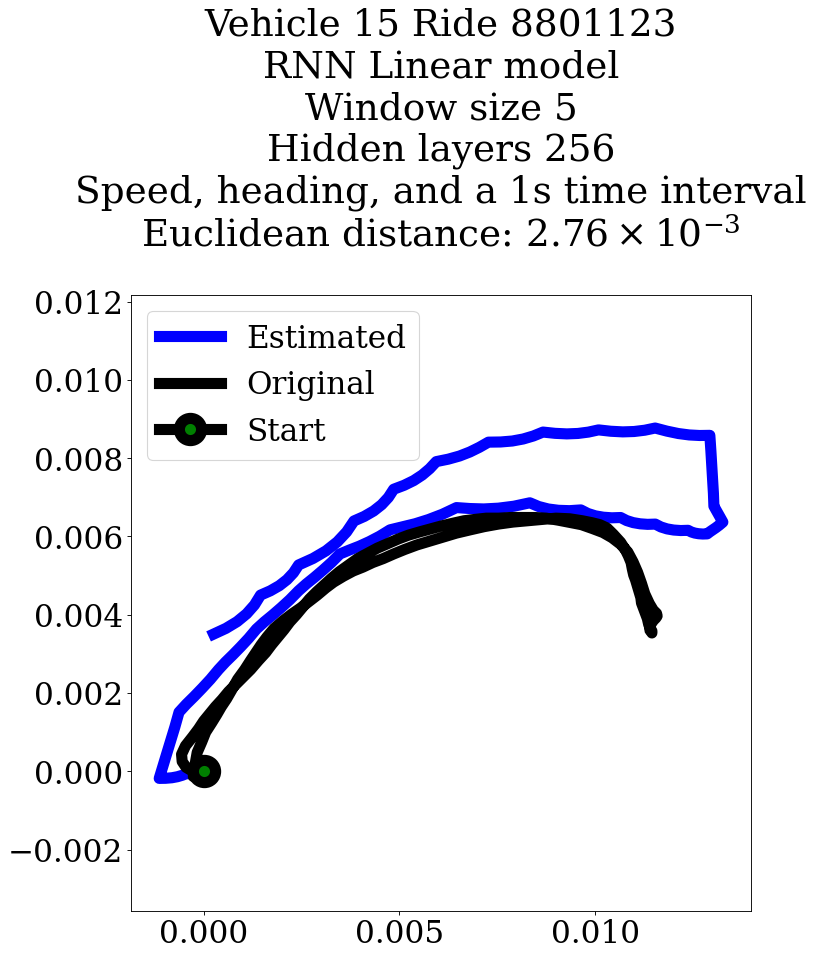 Vehicle 15 Ride 8801123
RNN Linear model
Window size 5
Hidden layers 256
Speed, heading, and a 1s time interval
Euclidean distance: 2.76 × 10⁻³
0.012
0.010
0.008
0.006
0.004
0.002
0.000
−0.002
Estimated
Original
Start
0.000 0.005 0.010